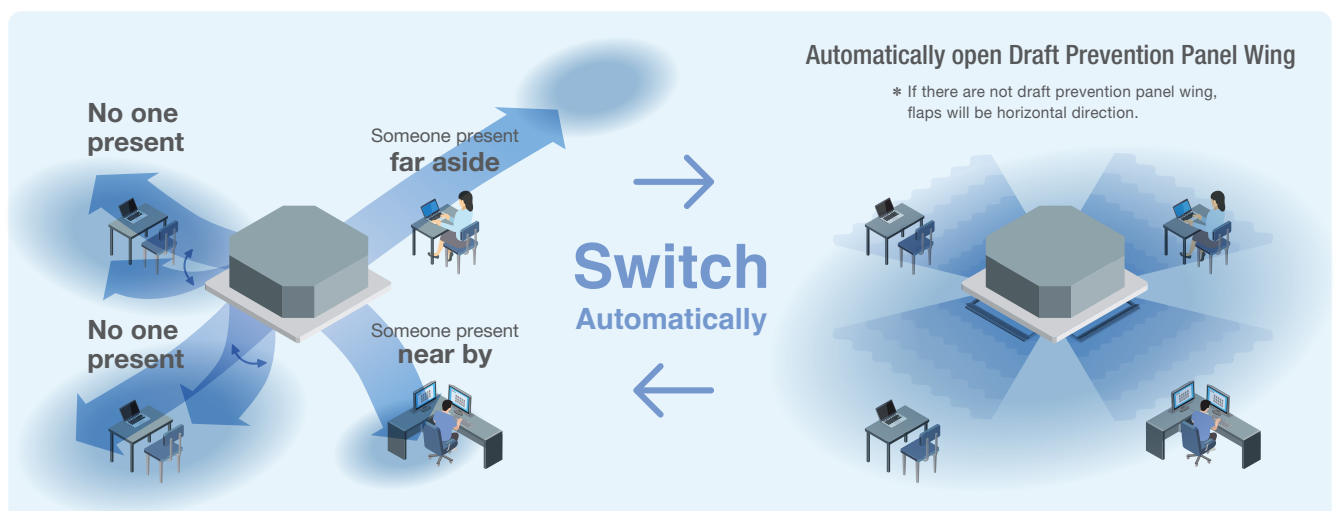 No one
present
Someone present
far aside
No one
present
Someone present
near by
Switch
Automatically
Automatically open Draft Prevention Panel Wing
* If there are not draft prevention panel wing,
flaps will be horizontal direction.